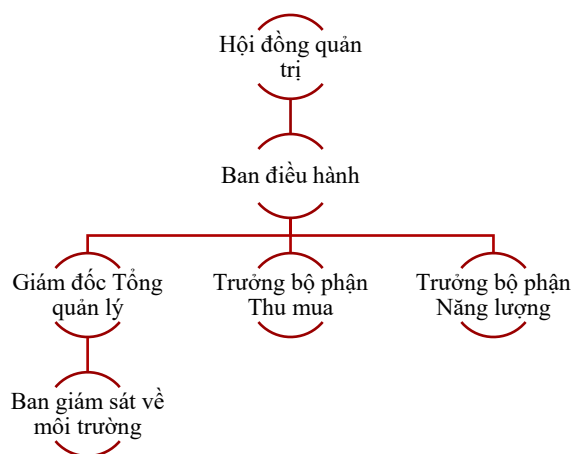 Hội đồng quản
trị
Ban điều hành
Giám đốc Tổng
quản lý
Trưởng bộ phận
Thu mua
Trưởng bộ phận
Năng lượng
Ban giám sát về
môi trường